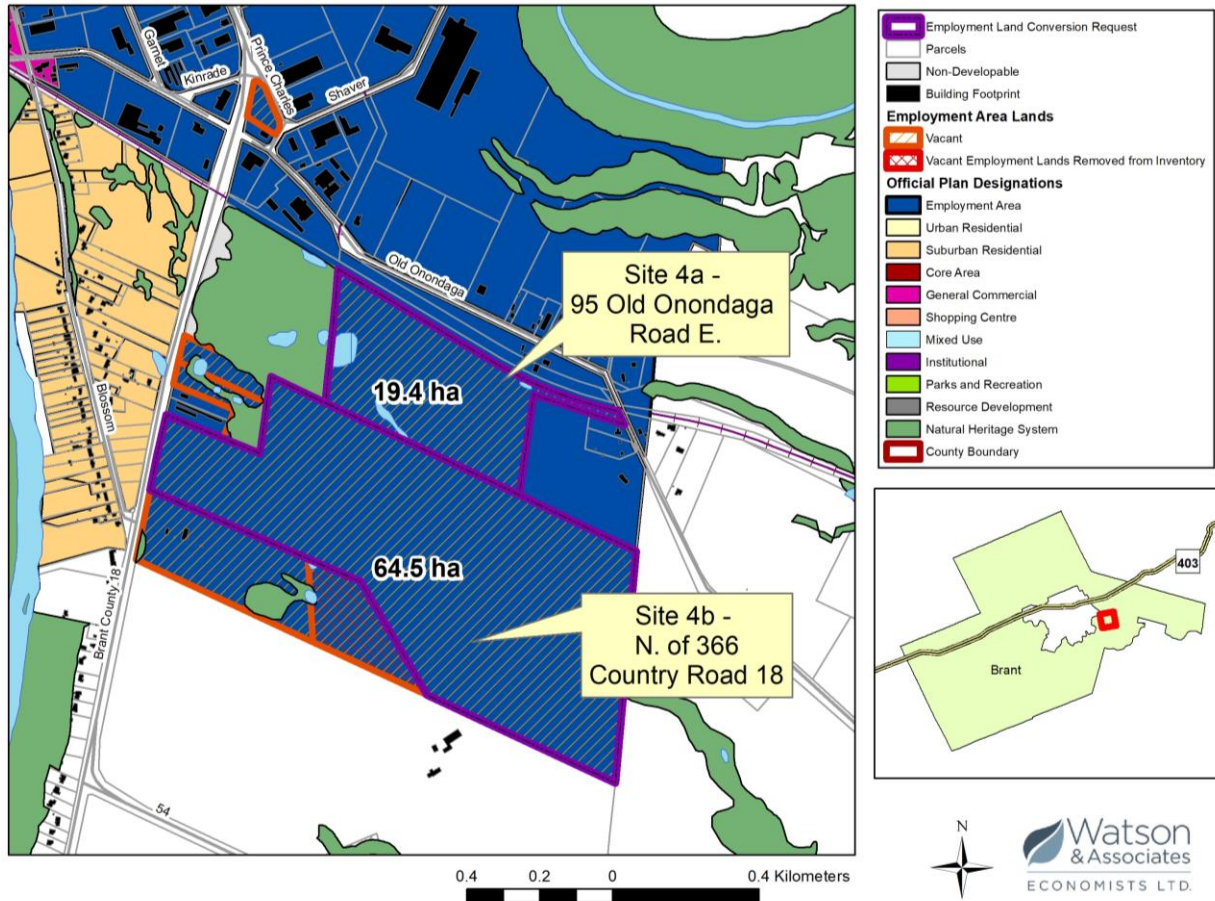 Garnet
Kinrade
Prince Charles
Shaver
Old Onondaga
Blossom
Brant County 18
54
Site 4a -
95 Old Onondaga
Road E.
19.4 ha
64.5 ha
Site 4b -
N. of 366
Country Road 18
Employment Land Conversion Request
Parcels
Non-Developable
Building Footprint
Employment Area Lands
Vacant
Vacant Employment Lands Removed from Inventory
Official Plan Designations
Employment Area
Urban Residential
Suburban Residential
Core Area
General Commercial
Shopping Centre
Mixed Use
Institutional
Parks and Recreation
Resource Development
Natural Heritage System
County Boundary
403
Brant
N
Watson
& Associates
ECONOMISTS LTD.
0.4 0.2 0 0.4 Kilometers